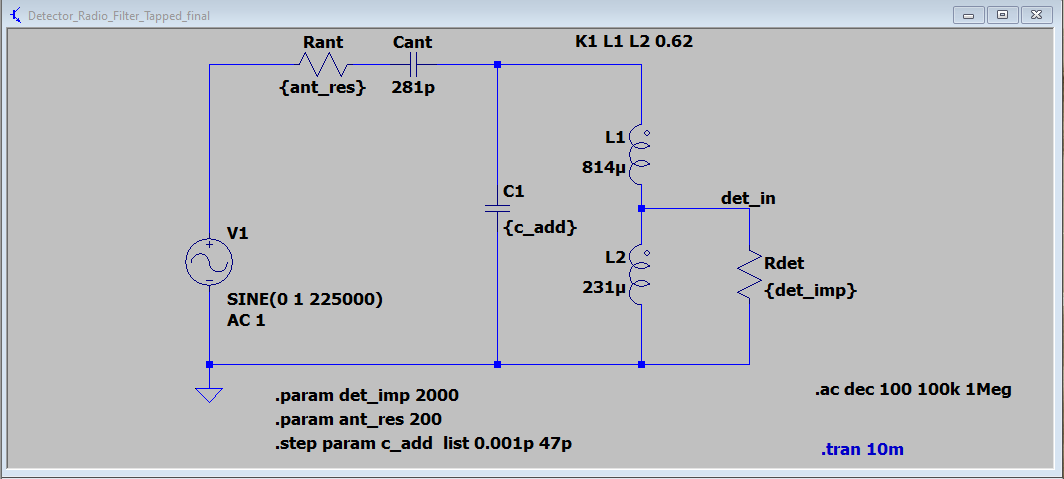 Detector_Radio_Filter_Tapped_final
Rant
Cant
K1 L1 L2 0.62
{ant_res}
281p
L1
814µ
C1
det_in
{c_add}
V1
L2
Rdet
231µ
{det_imp}
SINE(0 1 225000)
AC 1
.param det_imp 2000
.ac dec 100 100k 1Meg
.param ant_res 200
.step param c_add  list 0.001p 47p
.tran 10m